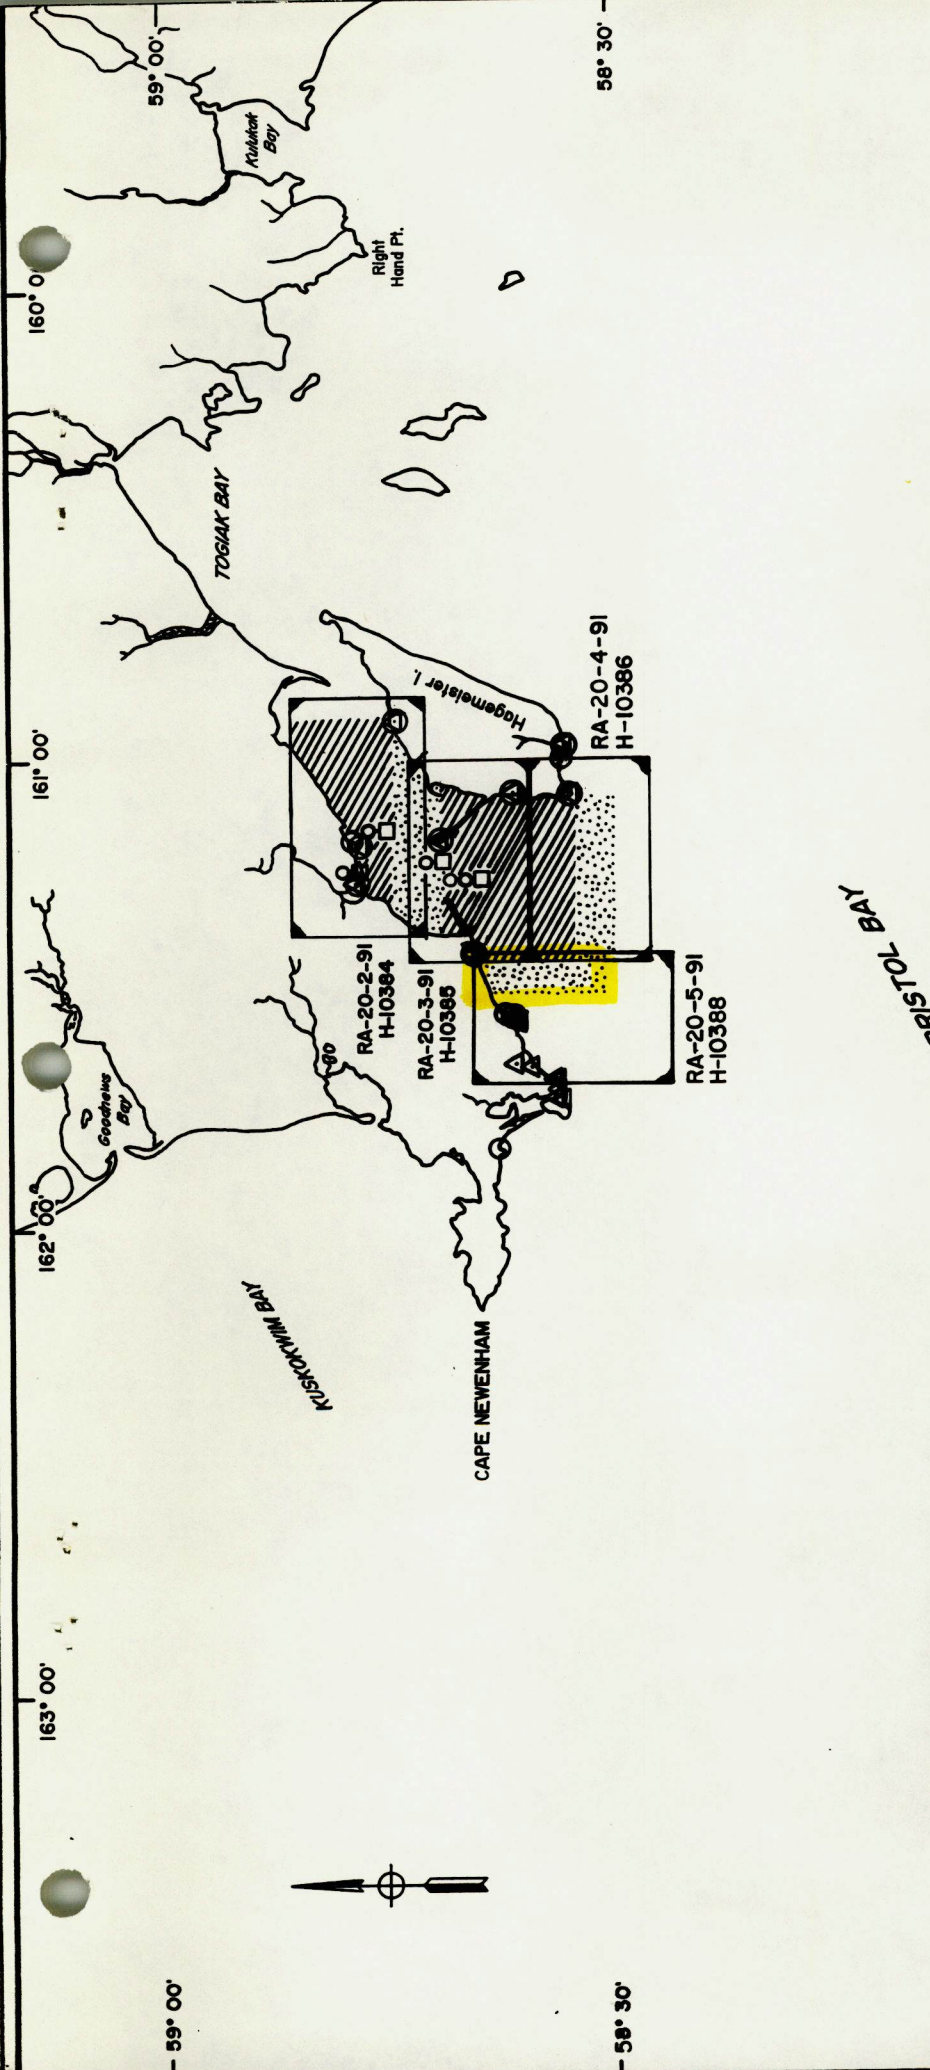 59° 00'
58° 30'
Kulukak
Bay
Right
Hand Pt.
160° 0
TOGIAK BAY
Hagemeister I.
RA-20-4-91
H-10386
161° 00'
RA-20-2-91
H-10384
RA-20-3-91
H-10385
RA-20-5-91
H-10388
Goodnews
Bay
162° 00'
KUSKOKWIM BAY
CAPE NEWENHAM
RISTOL BAY
163° 00'
59° 00'
58° 30'